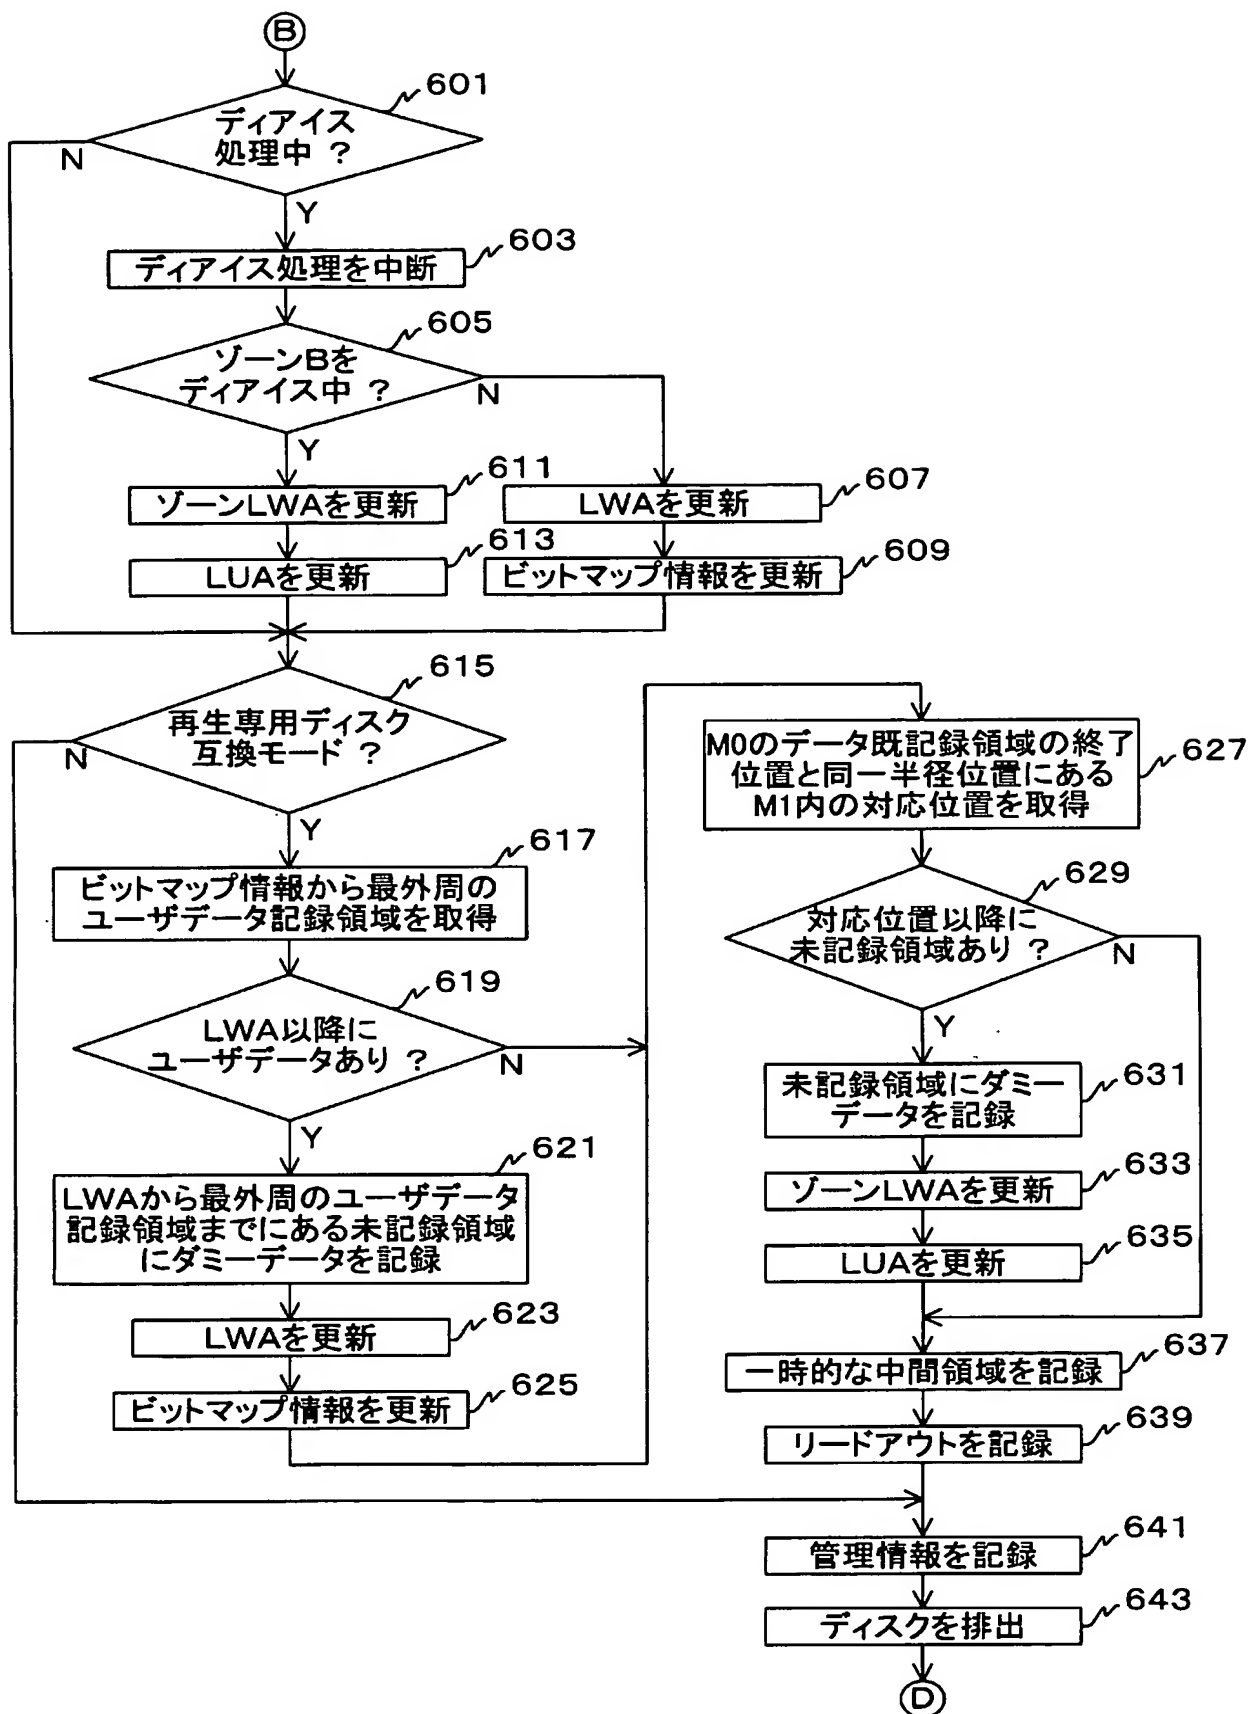 B
601
ディアイス
処理中 ?
N
Y
603
ディアイス処理を中断
605
ゾーンBを
ディアイス中 ?
N
Y
611
ゾーンLWAを更新
607
LWAを更新
613
LUAを更新
609
ビットマップ情報を更新
615
再生専用ディスク
互換モード ?
N
Y
617
ビットマップ情報から最外周の
ユーザデータ記録領域を取得
619
LWA以降に
ユーザデータあり ?
N
Y
621
LWAから最外周のユーザデータ
記録領域までにある未記録領域
にダミーデータを記録
623
LWAを更新
625
ビットマップ情報を更新
627
M0のデータ既記録領域の終了
位置と同一半径位置にある
M1内の対応位置を取得
629
対応位置以降に
未記録領域あり ?
N
Y
631
未記録領域にダミー
データを記録
633
ゾーンLWAを更新
635
LUAを更新
637
一時的な中間領域を記録
639
リードアウトを記録
641
管理情報を記録
643
ディスクを排出
D